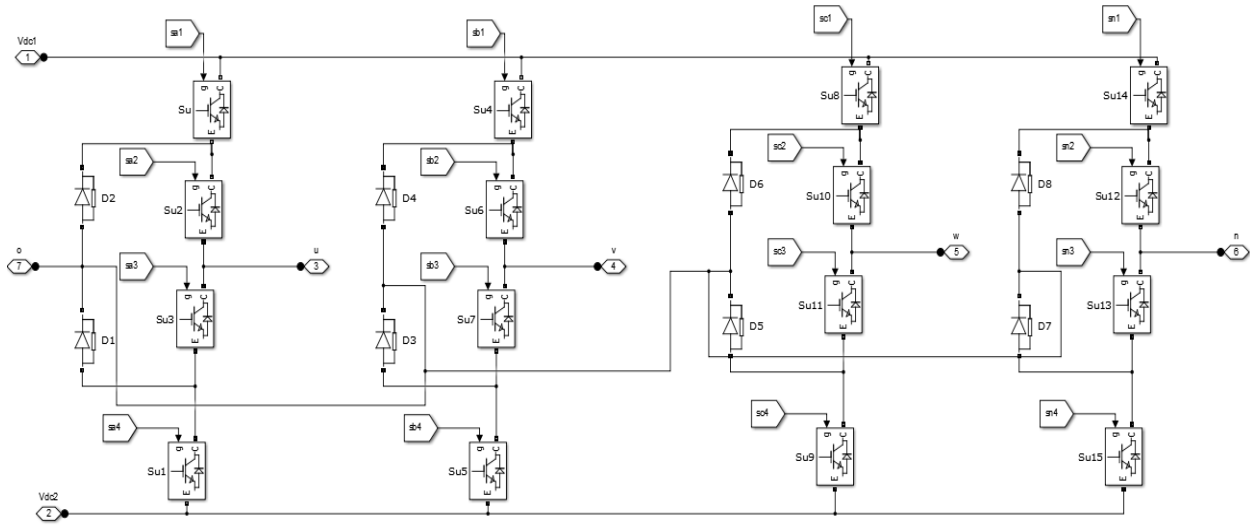 sa1
sb1
sc1
sn1
Vdc1
1
g
C
Su
E
g
C
Su4
E
g
C
Su8
E
g
C
Su14
E
sa2
sb2
sc2
sn2
D2
g
C
Su2
E
D4
g
C
Su6
E
D6
g
C
Su10
E
D8
g
C
Su12
E
o
7
u
3
v
4
w
5
n
6
sa3
sb3
sc3
sn3
D1
g
C
Su3
E
D3
g
C
Su7
E
D5
g
C
Su11
E
D7
g
C
Su13
E
sa4
sb4
sc4
sn4
g
C
Su1
E
g
C
Su5
E
g
C
Su9
E
g
C
Su15
E
Vdc2
2